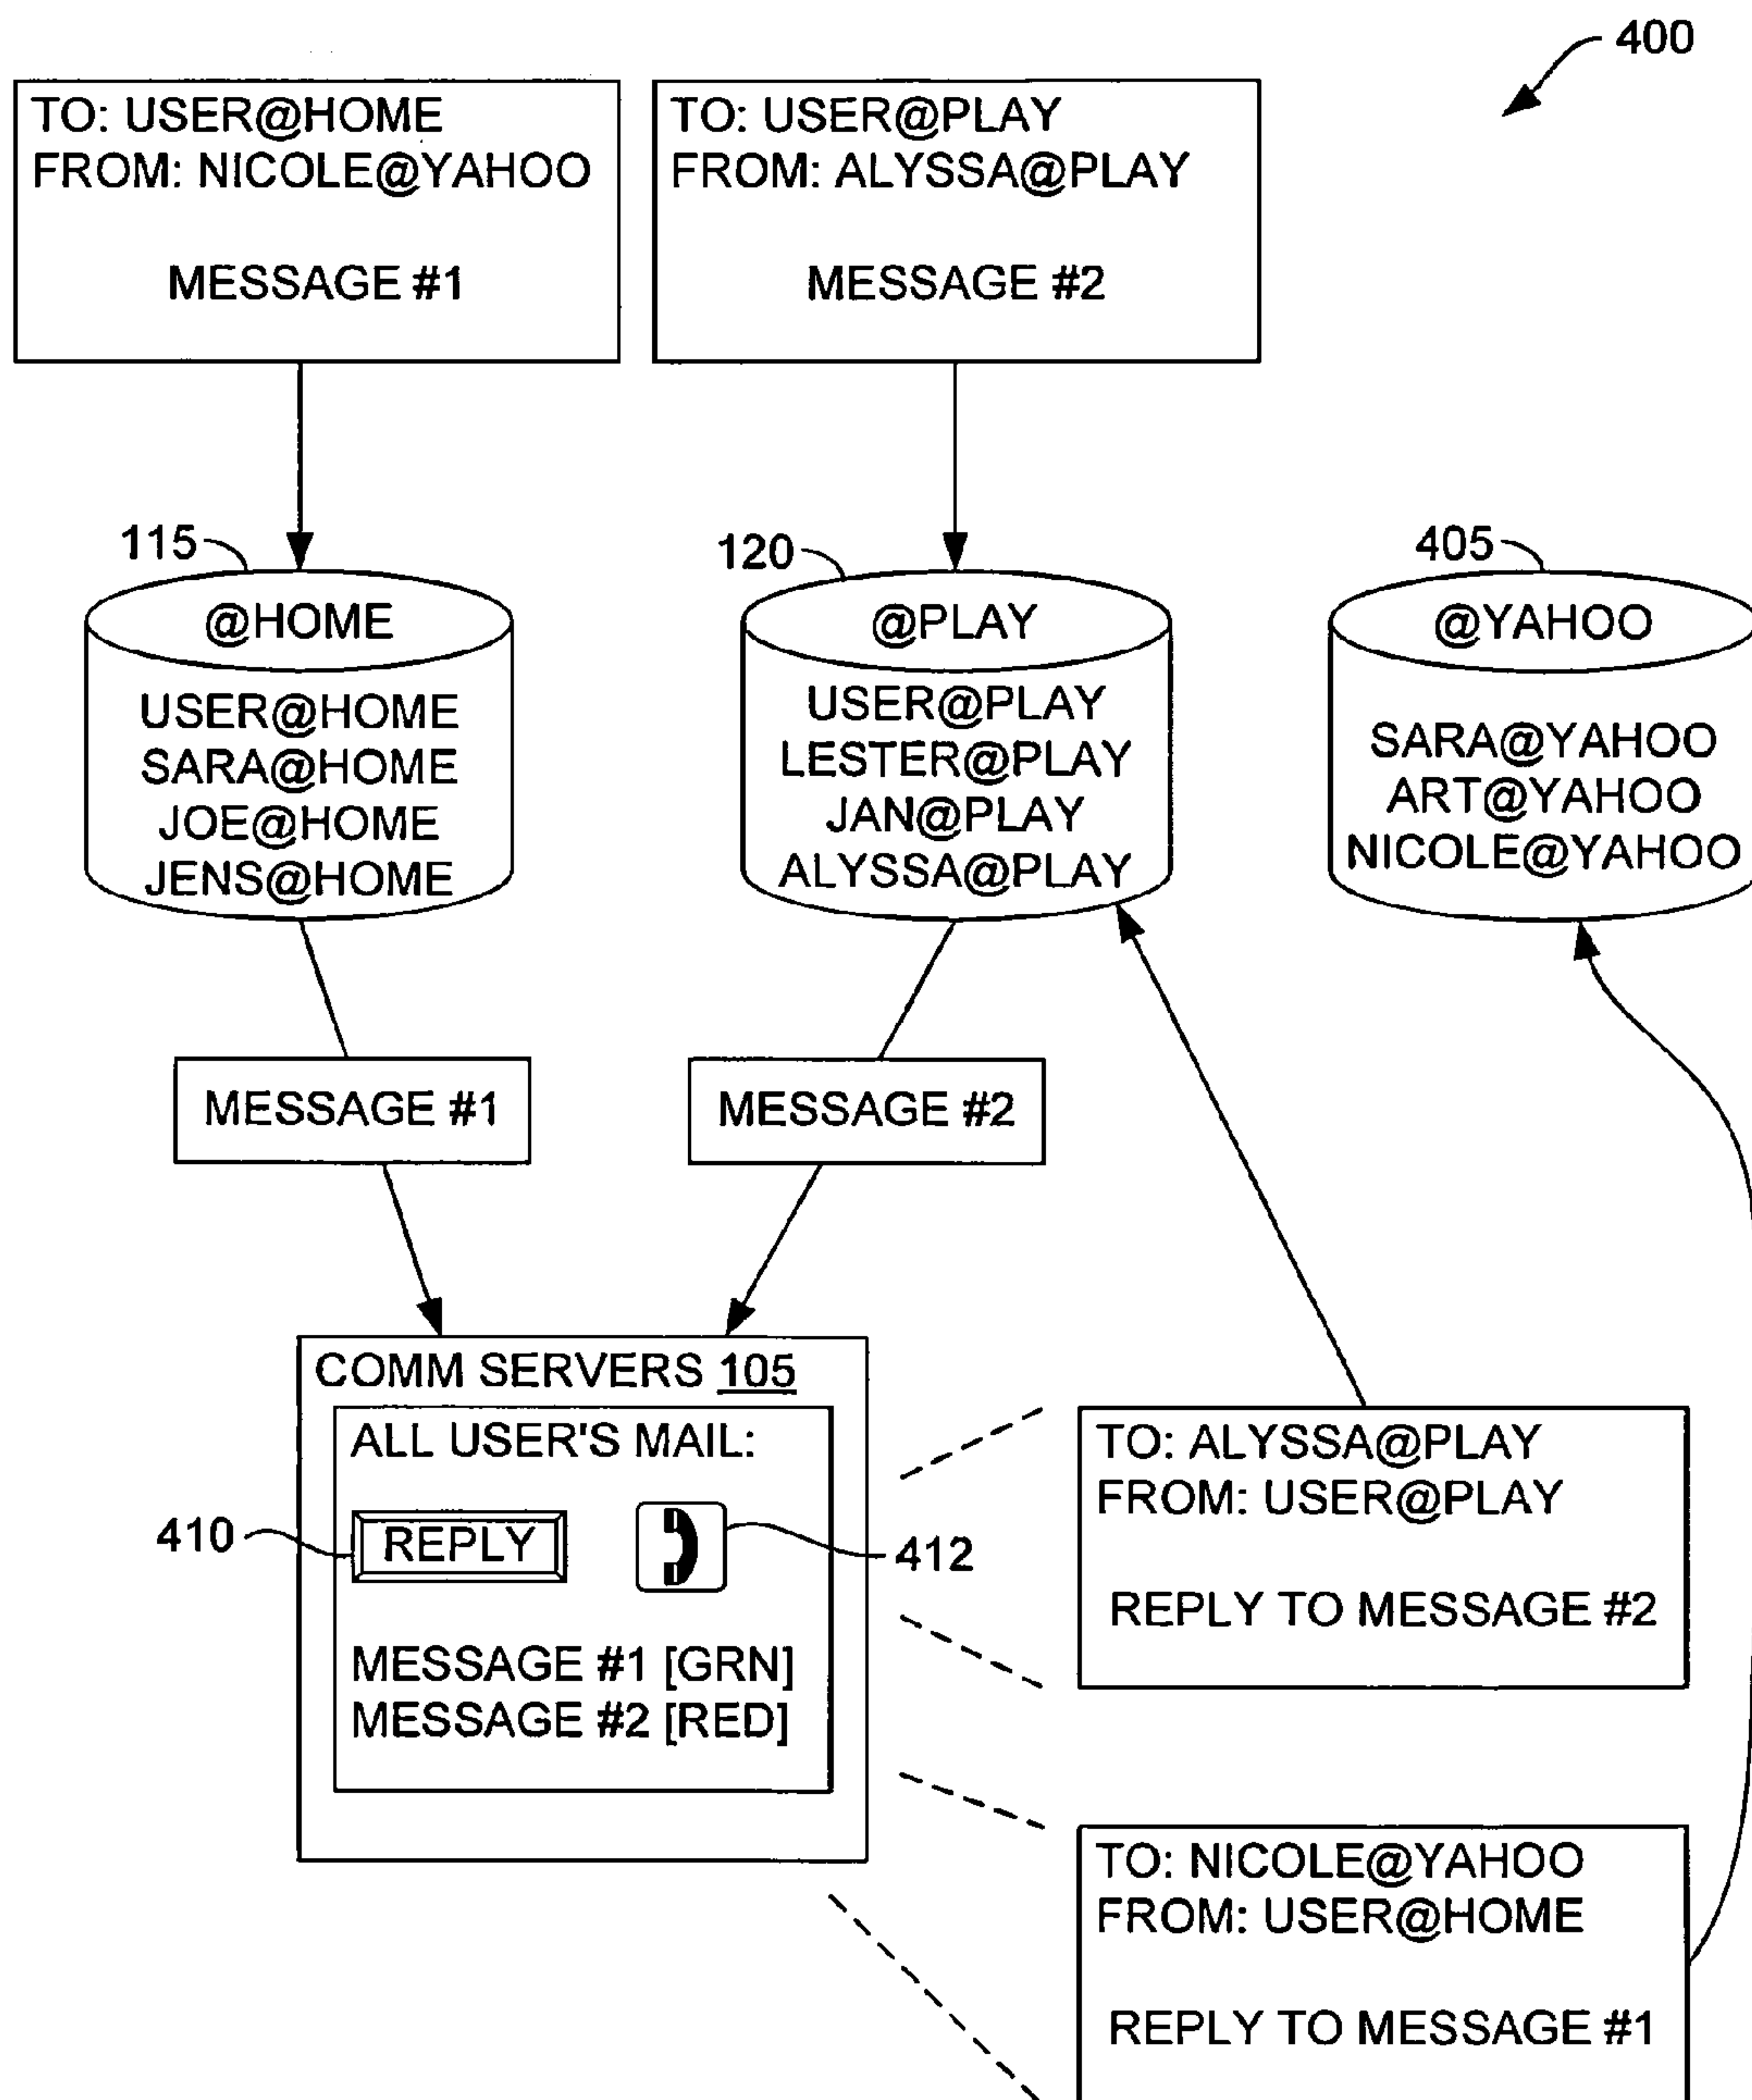 400
TO: USER@HOME
FROM: NICOLE@YAHOO
MESSAGE #1
TO: USER@PLAY
FROM: ALYSSA@PLAY
MESSAGE #2
115
@HOME
USER@HOME
SARA@HOME
JOE@HOME
JENS@HOME
120
@PLAY
USER@PLAY
LESTER@PLAY
JAN@PLAY
ALYSSA@PLAY
405
@YAHOO
SARA@YAHOO
ART@YAHOO
NICOLE@YAHOO
MESSAGE #1
MESSAGE #2
COMM SERVERS 105
ALL USER'S MAIL:
410
REPLY
412
MESSAGE #1 [GRN]
MESSAGE #2 [RED]
TO: ALYSSA@PLAY
FROM: USER@PLAY
REPLY TO MESSAGE #2
TO: NICOLE@YAHOO
FROM: USER@HOME
REPLY TO MESSAGE #1